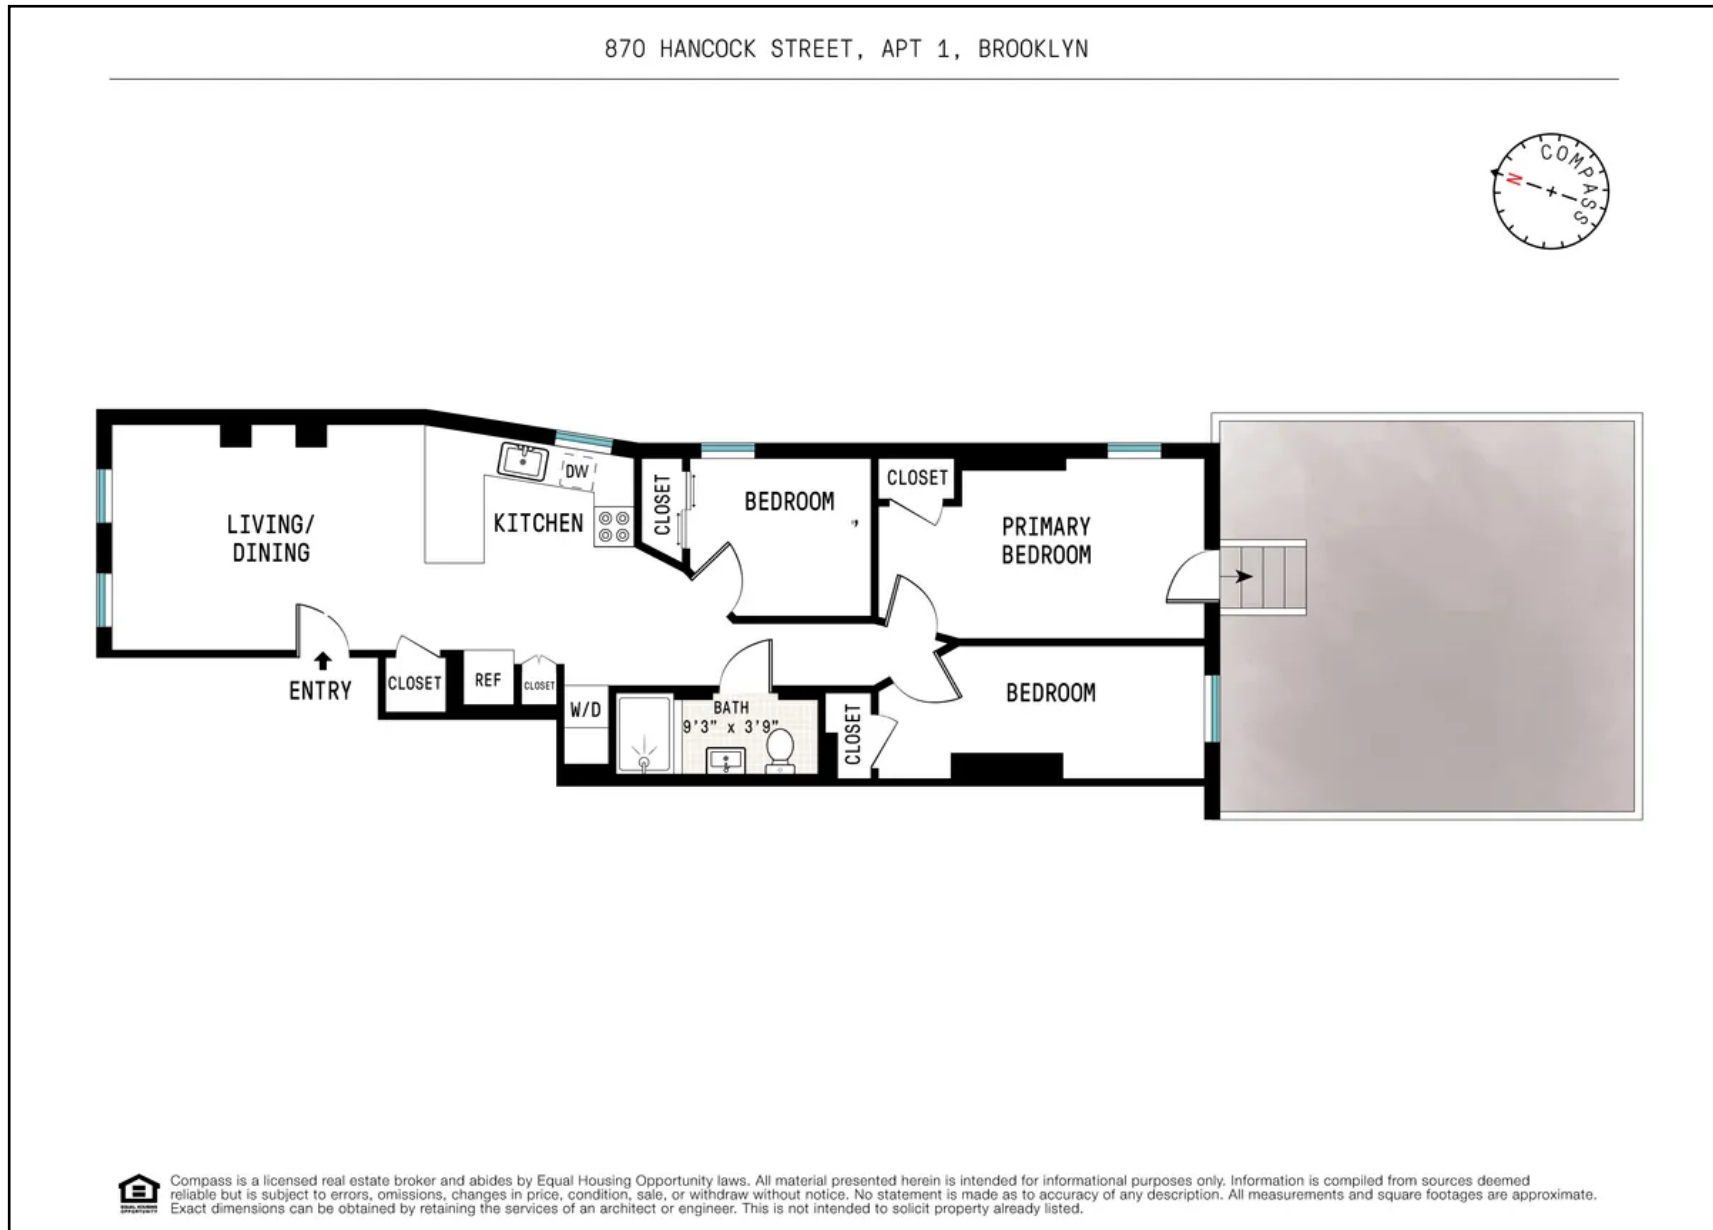 870 HANCOCK STREET, APT 1, BROOKLYN
COMPASS
N
DW
CLOSET
CLOSET
BEDROOM
KITCHEN
LIVING/
DINING
PRIMARY
BEDROOM
ENTRY
CLOSET
REF
CLOSET
W/D
BATH
9'3" x 3'9"
CLOSET
BEDROOM
Compass is a licensed real estate broker and abides by Equal Housing Opportunity laws. All material presented herein is intended for informational purposes only. Information is compiled from sources deemed
reliable but is subject to errors, omissions, changes in price, condition, sale, or withdraw without notice. No statement is made as to accuracy of any description. All measurements and square footages are approximate.
Exact dimensions can be obtained by retaining the services of an architect or engineer. This is not intended to solicit property already listed.
EQUAL HOUSING
OPPORTUNITY